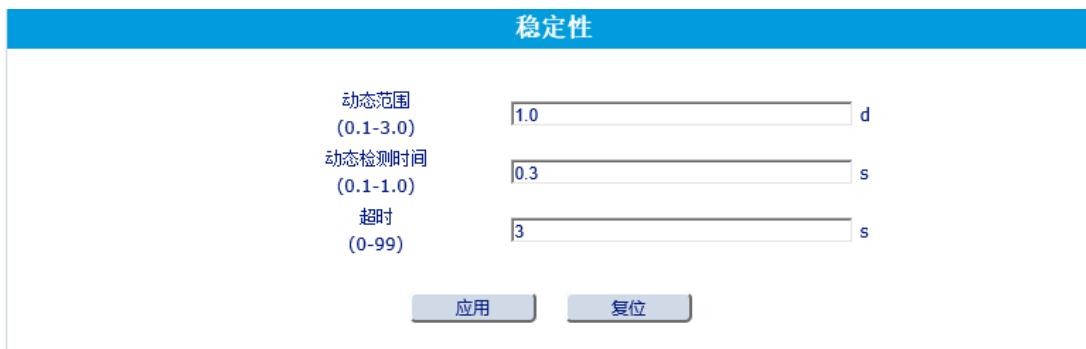 稳定性
动态范围
(0.1-3.0)
1.0 d
动态检测时间
(0.1-1.0)
0.3 s
超时
(0-99)
3 s
应用 复位